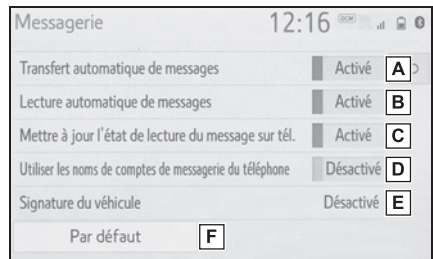 Messagerie 12:16 DCM
Transfert automatique de messages Activé A
Lecture automatique de messages Activé B
Mettre à jour l'état de lecture du message sur tél. Activé C
Utiliser les noms de comptes de messagerie du téléphone Désactivé D
Signature du véhicule Désactivé E
Par défaut F